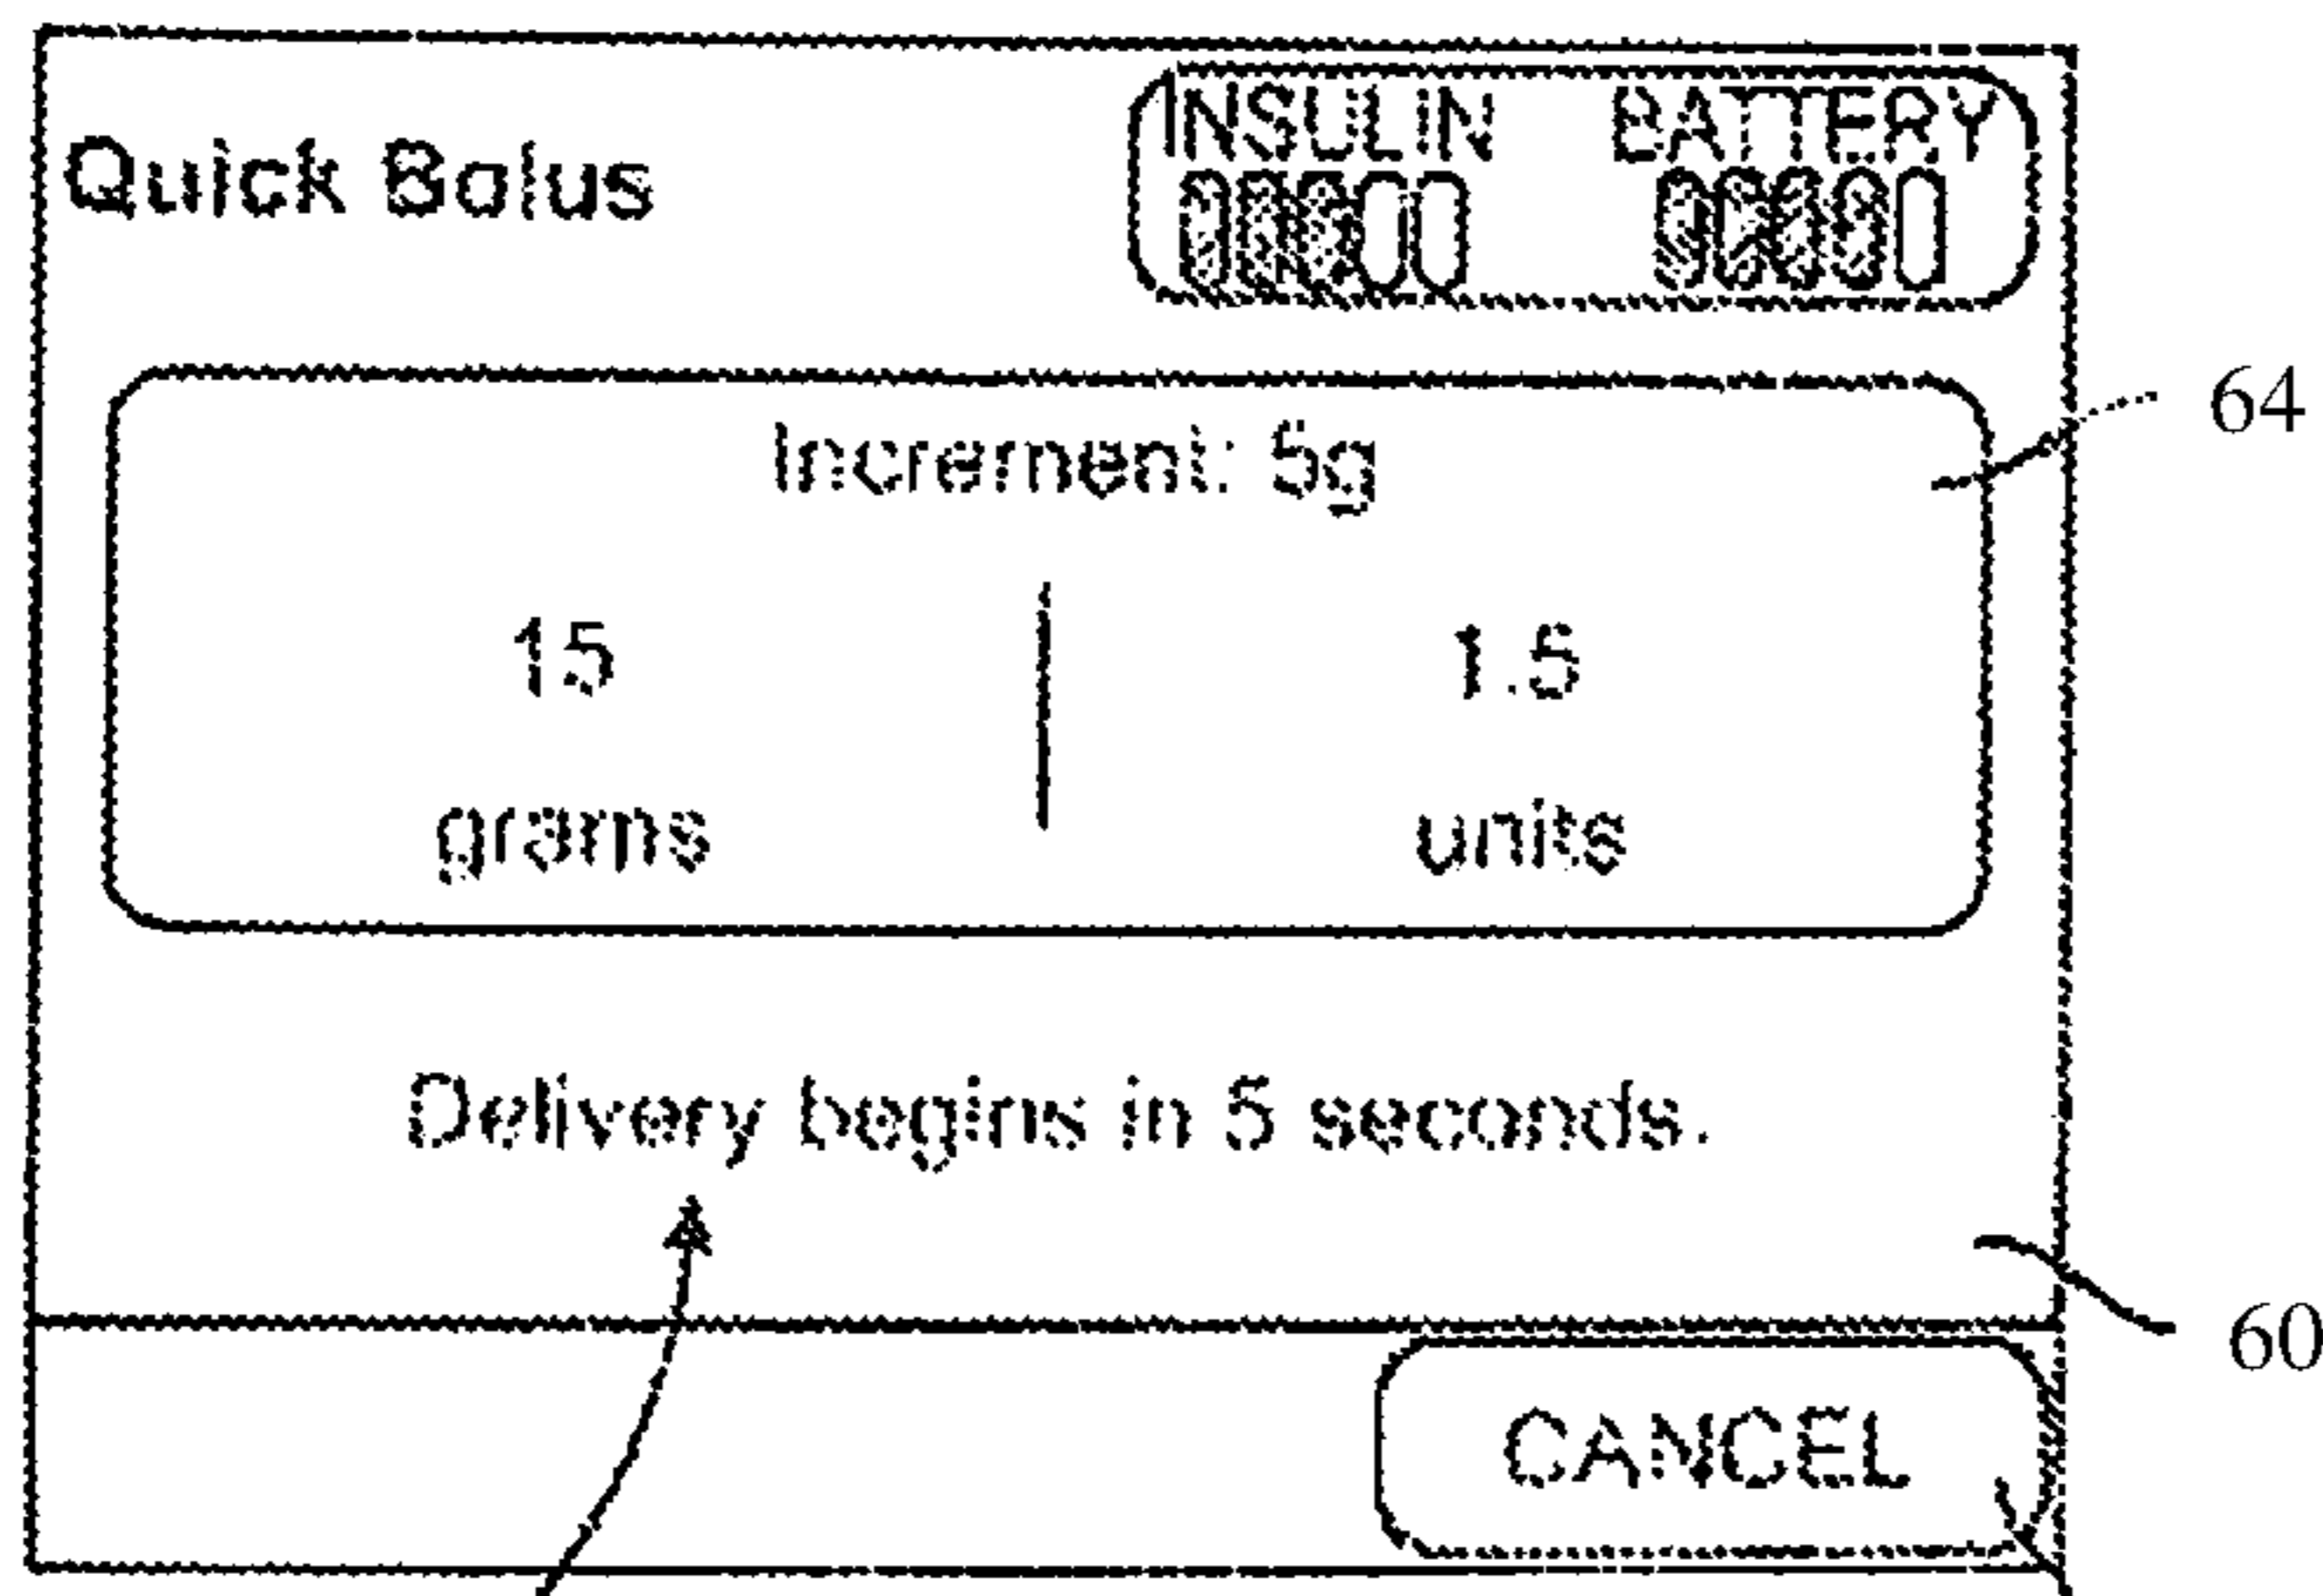 INSULIN BATTERY
Quick Bolus
Increment: 5g
64
15 1.5
grams units
Delivery begins in 5 seconds.
60
CANCEL